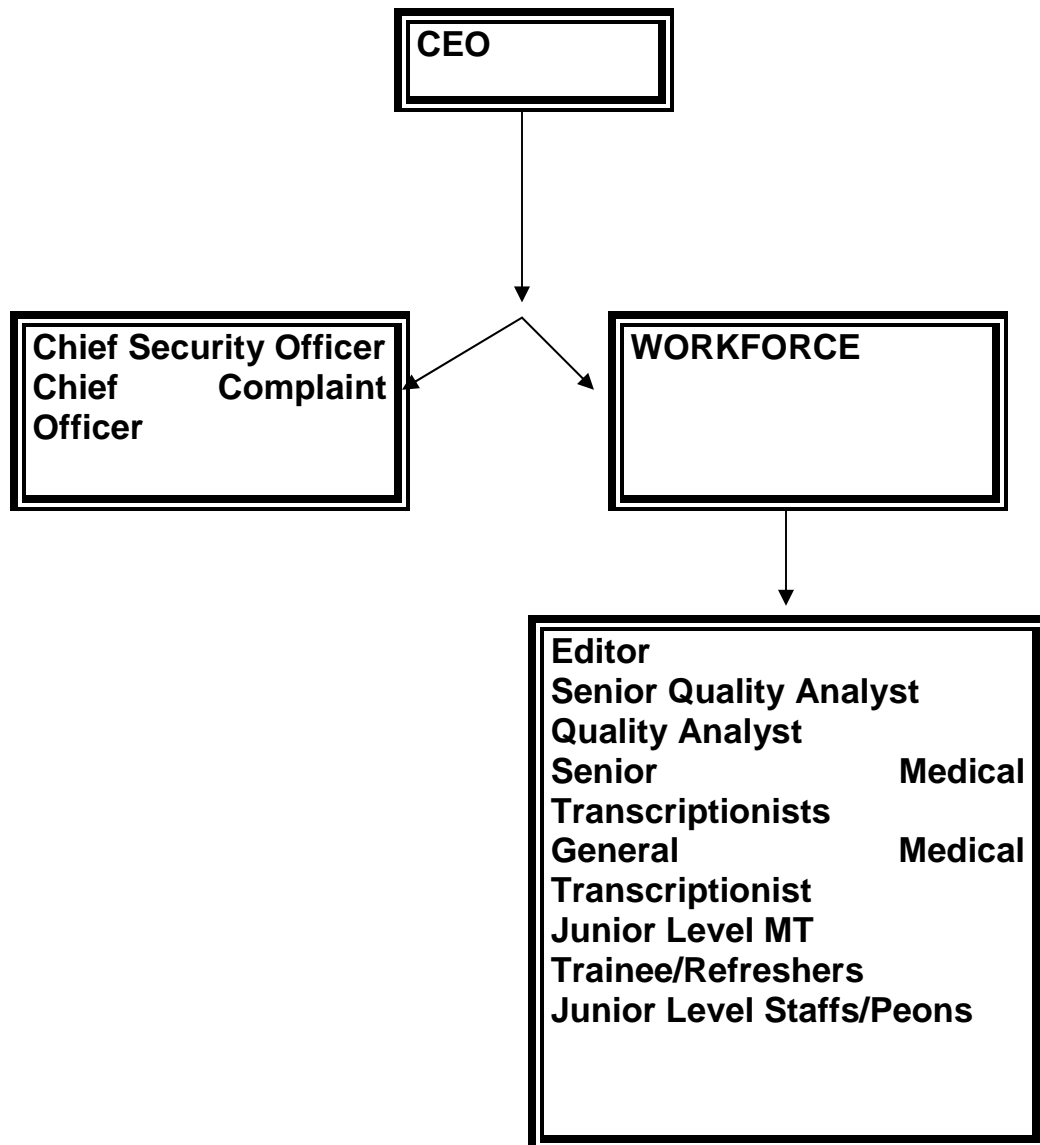 CEO
Chief Security Officer
Chief Complaint
Officer
WORKFORCE
Editor
Senior Quality Analyst
Quality Analyst
Senior Medical
Transcriptionists
General Medical
Transcriptionist
Junior Level MT
Trainee/Refreshers
Junior Level Staffs/Peons